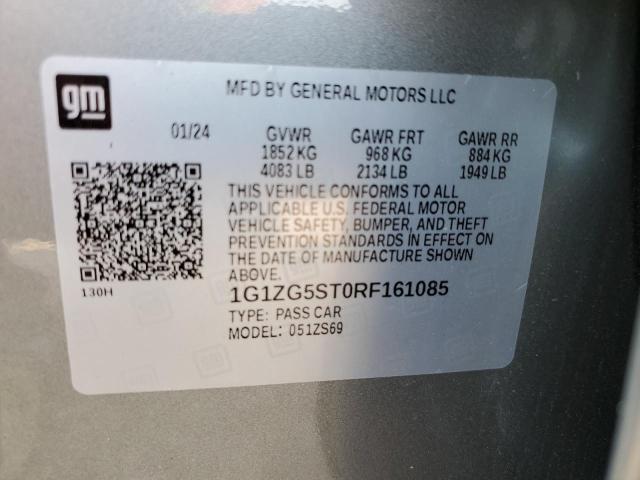 gm
MFD BY GENERAL MOTORS LLC
01/24 GVWR GAWR FRT GAWR RR
1852 KG 968 KG 884 KG
4083 LB 2134 LB 1949 LB
THIS VEHICLE CONFORMS TO ALL
APPLICABLE U.S. FEDERAL MOTOR
VEHICLE SAFETY, BUMPER, AND THEFT
PREVENTION STANDARDS IN EFFECT ON
THE DATE OF MANUFACTURE SHOWN
ABOVE.
130H
1G1ZG5ST0RF161085
TYPE: PASS CAR
MODEL: 051ZS69